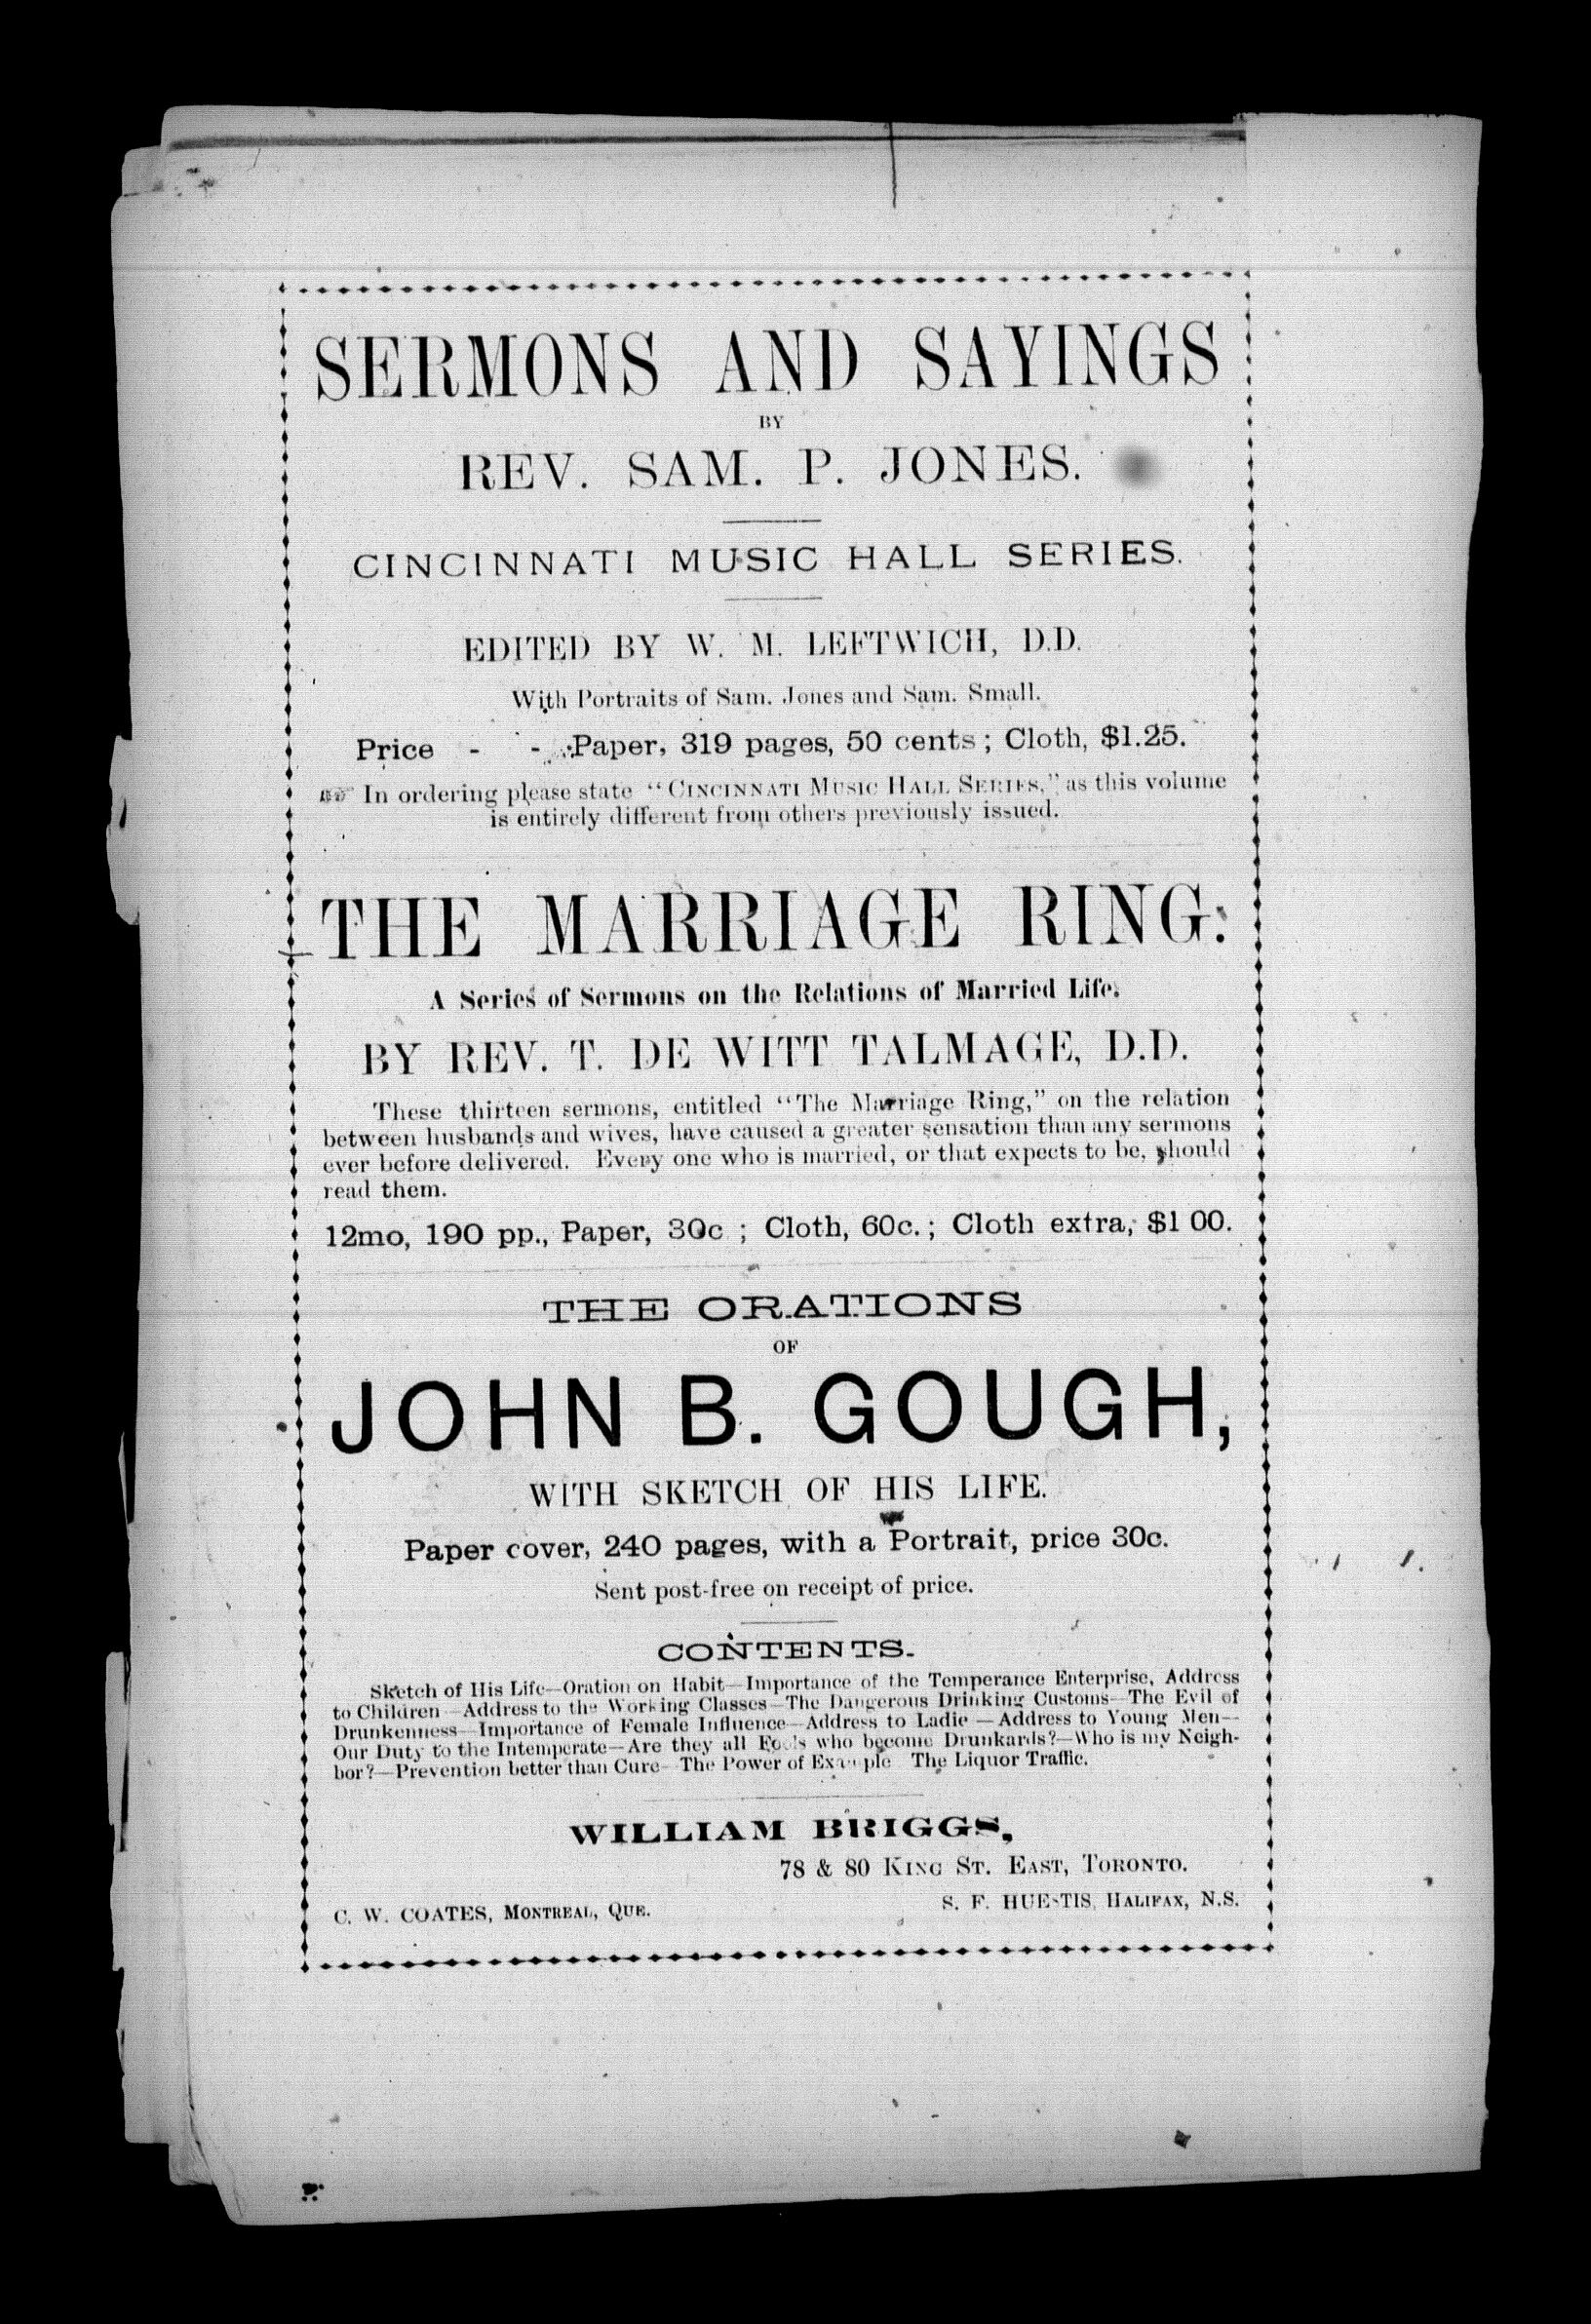 SERMONS AND SAYINGS
BY
REV. SAM. P. JONES.
CINCINNATI MUSIC HALL SERIES.
EDITED BY W. M. LEFTWICH, D.D.
With Portraits of Sam. Jones and Sam. Small.
Price - - Paper, 319 pages, 50 cents; Cloth, $1.25.
☞ In ordering please state "CINCINNATI MUSIC HALL SERIES," as this volume
is entirely different from others previously issued.
THE MARRIAGE RING:
A Series of Sermons on the Relations of Married Life.
BY REV. T. DE WITT TALMAGE, D.D.
These thirteen sermons, entitled "The Marriage Ring," on the relation
between husbands and wives, have caused a greater sensation than any sermons
ever before delivered. Every one who is married, or that expects to be, should
read them.
12mo, 190 pp., Paper, 30c ; Cloth, 60c.; Cloth extra, $1 00.
THE ORATIONS
OF
JOHN B. GOUGH,
WITH SKETCH OF HIS LIFE.
Paper cover, 240 pages, with a Portrait, price 30c.
Sent post-free on receipt of price.
CONTENTS.
Sketch of His Life—Oration on Habit—Importance of the Temperance Enterprise, Address
to Children—Address to the Working Classes—The Dangerous Drinking Customs—The Evil of
Drunkenness—Importance of Female Influence—Address to Ladie—Address to Young Men—
Our Duty to the Intemperate—Are they all Fools who become Drunkards?—Who is my Neigh-
bor?—Prevention better than Cure—The Power of Example The Liquor Traffic.
WILLIAM BRIGGS,
78 & 80 KING ST. EAST, TORONTO.
C. W. COATES, MONTREAL, QUE.
S. F. HUESTIS, HALIFAX, N.S.